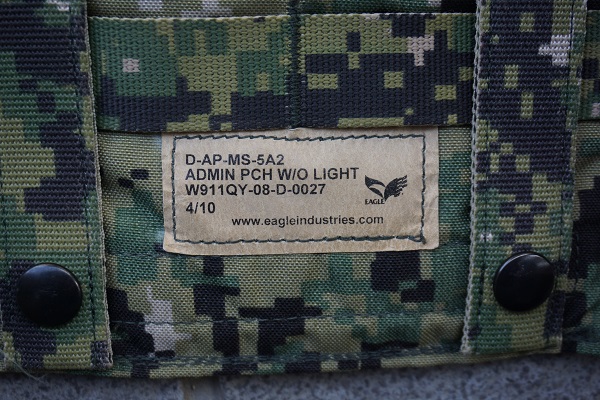 D-AP-MS-5A2
ADMIN PCH W/O LIGHT
W911QY-08-D-0027
4/10
EAGLE
www.eagleindustries.com